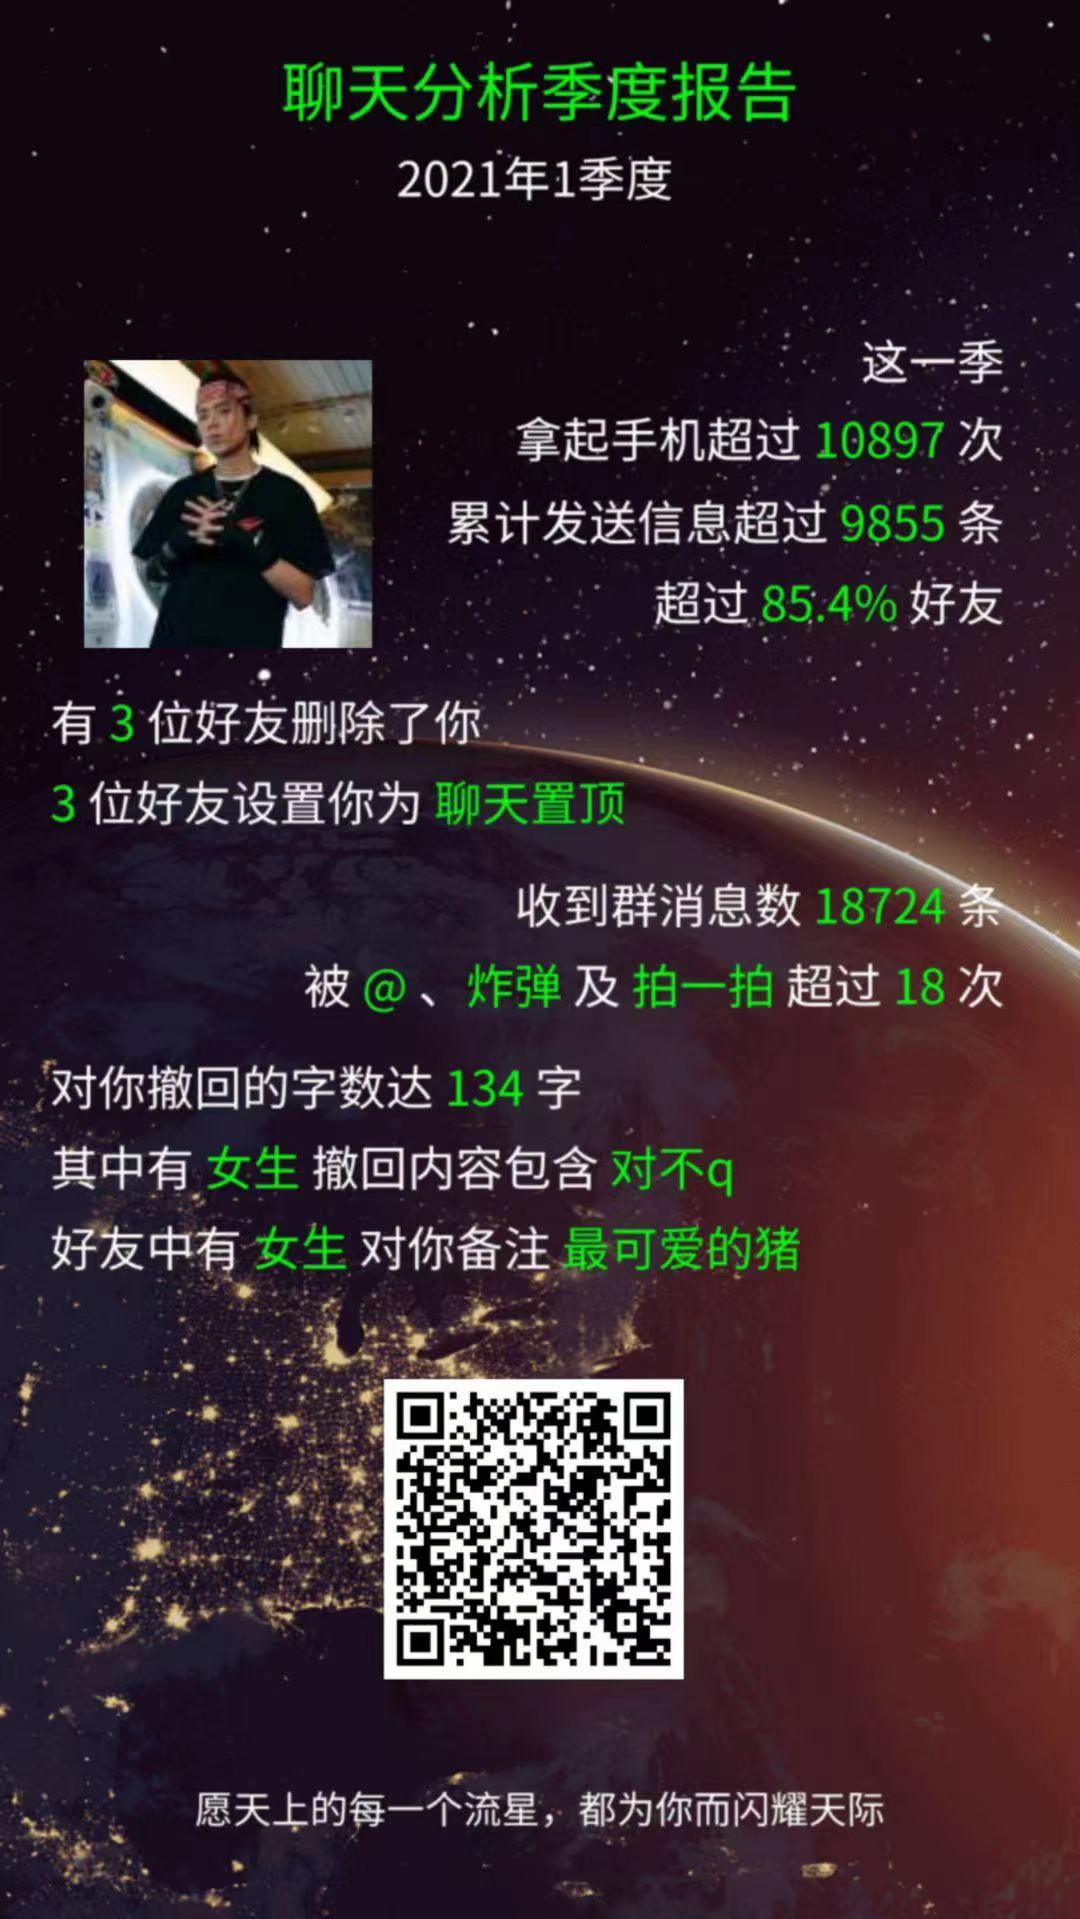 聊天分析季度报告
2021年1季度
这一季
拿起手机超过 10897 次
累计发送信息超过 9855 条
超过 85.4% 好友
有 3 位好友删除了你
3 位好友设置你为 聊天置顶
收到群消息数 18724 条
被 @ 、炸弹 及 拍一拍 超过 18 次
对你撤回的字数达 134 字
其中有 女生 撤回内容包含 对不q
好友中有 女生 对你备注 最可爱的猪
愿天上的每一个流星，都为你而闪耀天际